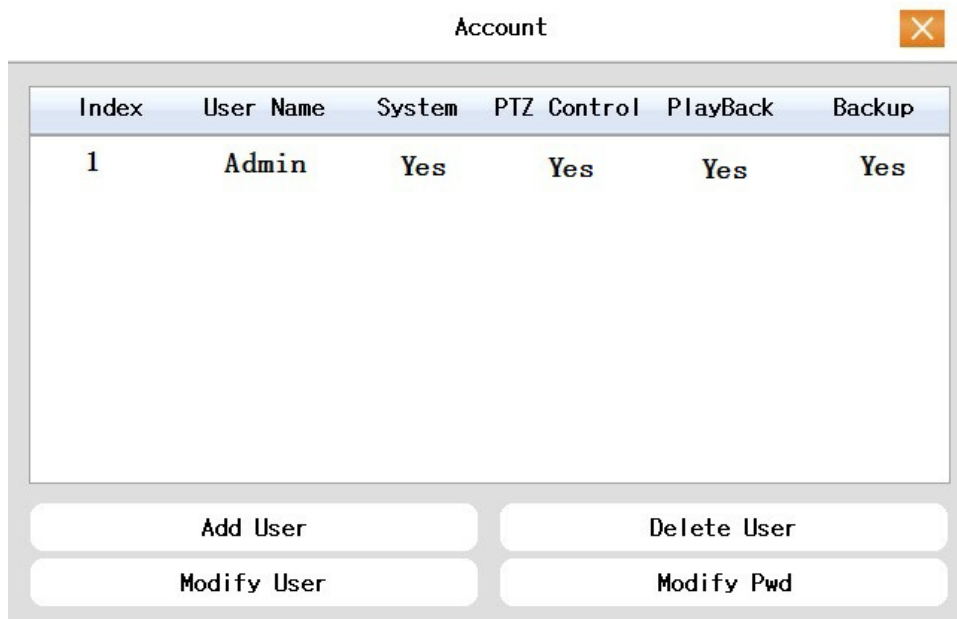 Account
Index User Name System PTZ Control PlayBack Backup
1 Admin Yes Yes Yes Yes
Add User Delete User
Modify User Modify Pwd